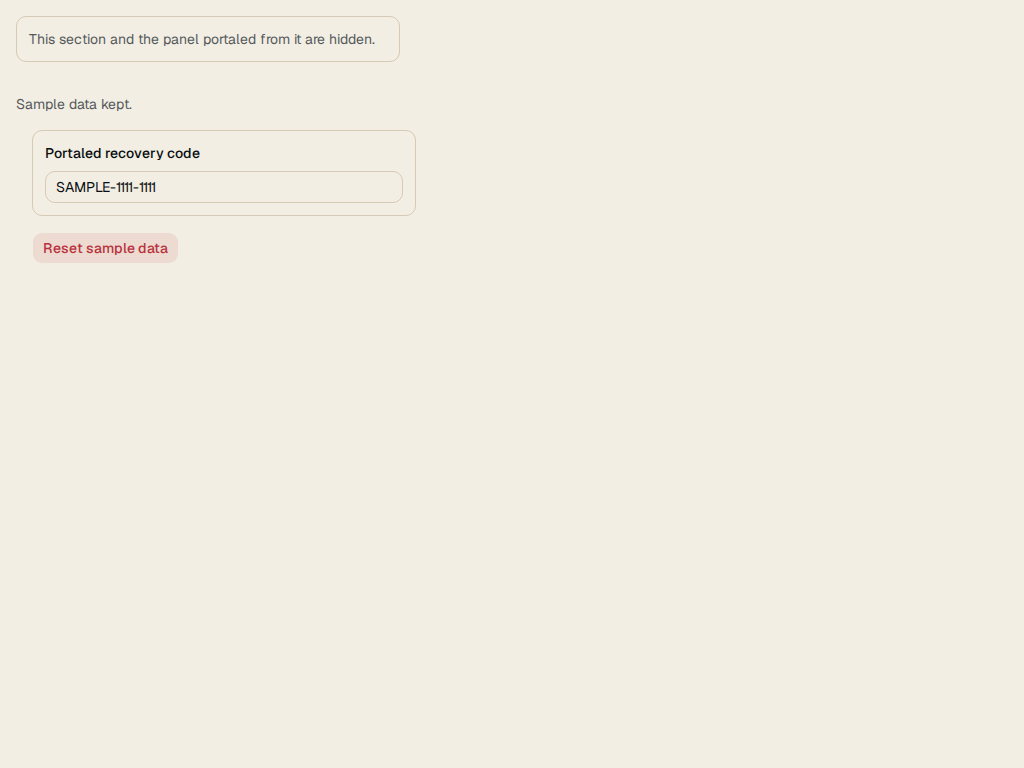 This section and the panel portaled from it are hidden.
Sample data kept.
Portaled recovery code
SAMPLE-1111-1111
Reset sample data